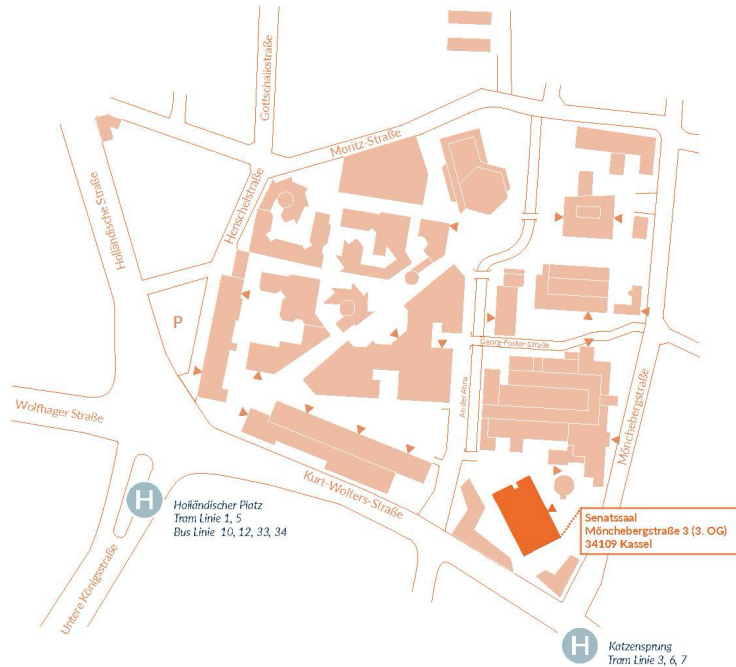 Gottschalkstraße
Moritz-Straße
Henschelstraße
Holländische Straße
P
Georg-Foster-Straße
An der Ahna
Mönchebergstraße
Wolfhager Straße
Kurt-Wolters-Straße
H
Holländischer Platz
Tram Linie 1, 5
Bus Linie 10, 12, 33, 34
Senatssaal
Mönchebergstraße 3 (3. OG)
34109 Kassel
Untere Königsstraße
H
Katzensprung
Tram Linie 3, 6, 7